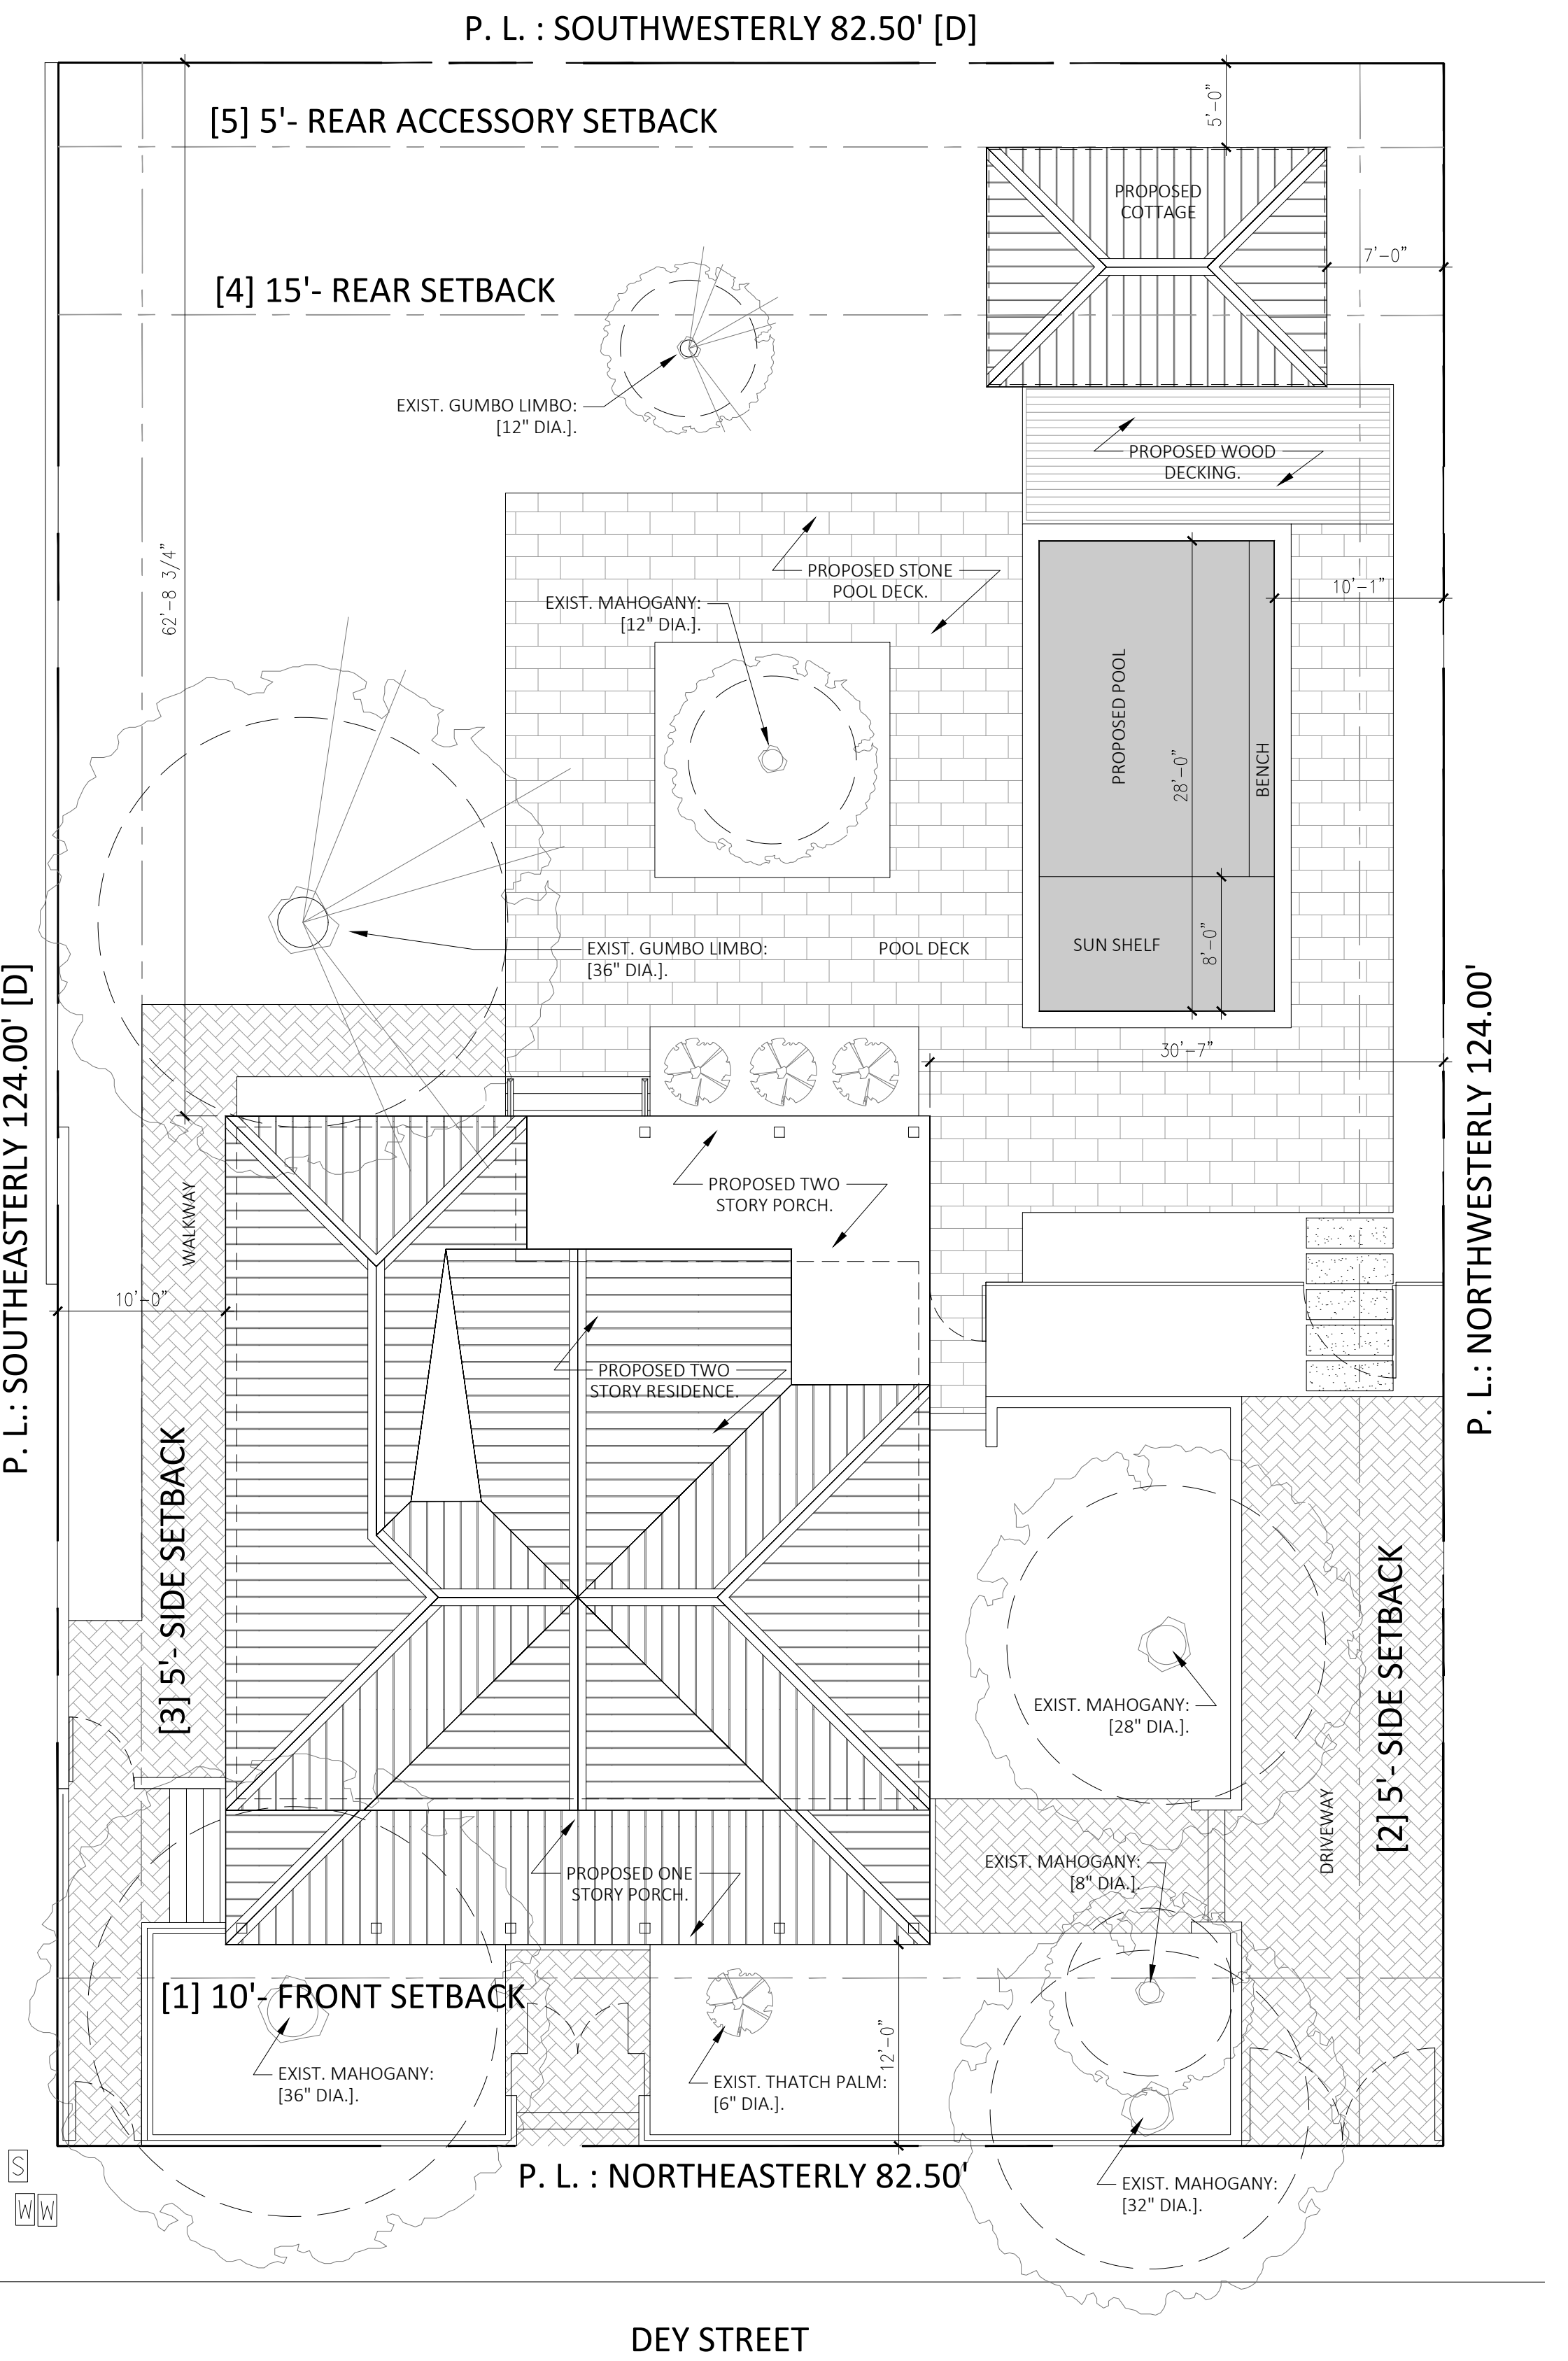 P. L. : SOUTHWESTERLY 82.50' [D]
[5] 5'- REAR ACCESSORY SETBACK
5'-0"
PROPOSED
COTTAGE
7'-0"
[4] 15'- REAR SETBACK
EXIST. GUMBO LIMBO:
[12" DIA.].
PROPOSED WOOD
DECKING.
62'-8 3/4"
PROPOSED STONE
POOL DECK.
EXIST. MAHOGANY:
[12" DIA.].
10'-1"
PROPOSED POOL
28'-0"
BENCH
EXIST. GUMBO LIMBO:
[36" DIA.].
POOL DECK
SUN SHELF
8'-0"
P. L.: SOUTHEASTERLY 124.00' [D]
P. L.: NORTHWESTERLY 124.00'
30'-7"
WALKWAY
PROPOSED TWO
STORY PORCH.
10'-0"
PROPOSED TWO
STORY RESIDENCE.
[3] 5'- SIDE SETBACK
[2] 5'- SIDE SETBACK
EXIST. MAHOGANY:
[28" DIA.].
DRIVEWAY
PROPOSED ONE
STORY PORCH.
EXIST. MAHOGANY:
[8" DIA.].
[1] 10'- FRONT SETBACK
12'-0"
EXIST. MAHOGANY:
[36" DIA.].
EXIST. THATCH PALM:
[6" DIA.].
S
W W
P. L. : NORTHEASTERLY 82.50'
EXIST. MAHOGANY:
[32" DIA.].
DEY STREET